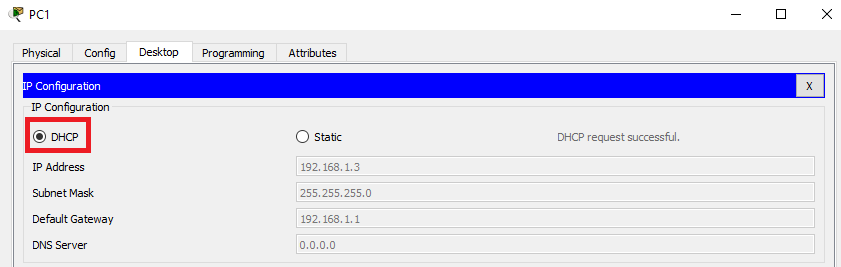 PC1
Physical Config Desktop Programming Attributes
IP Configuration X
IP Configuration
DHCP Static DHCP request successful.
IP Address 192.168.1.3
Subnet Mask 255.255.255.0
Default Gateway 192.168.1.1
DNS Server 0.0.0.0